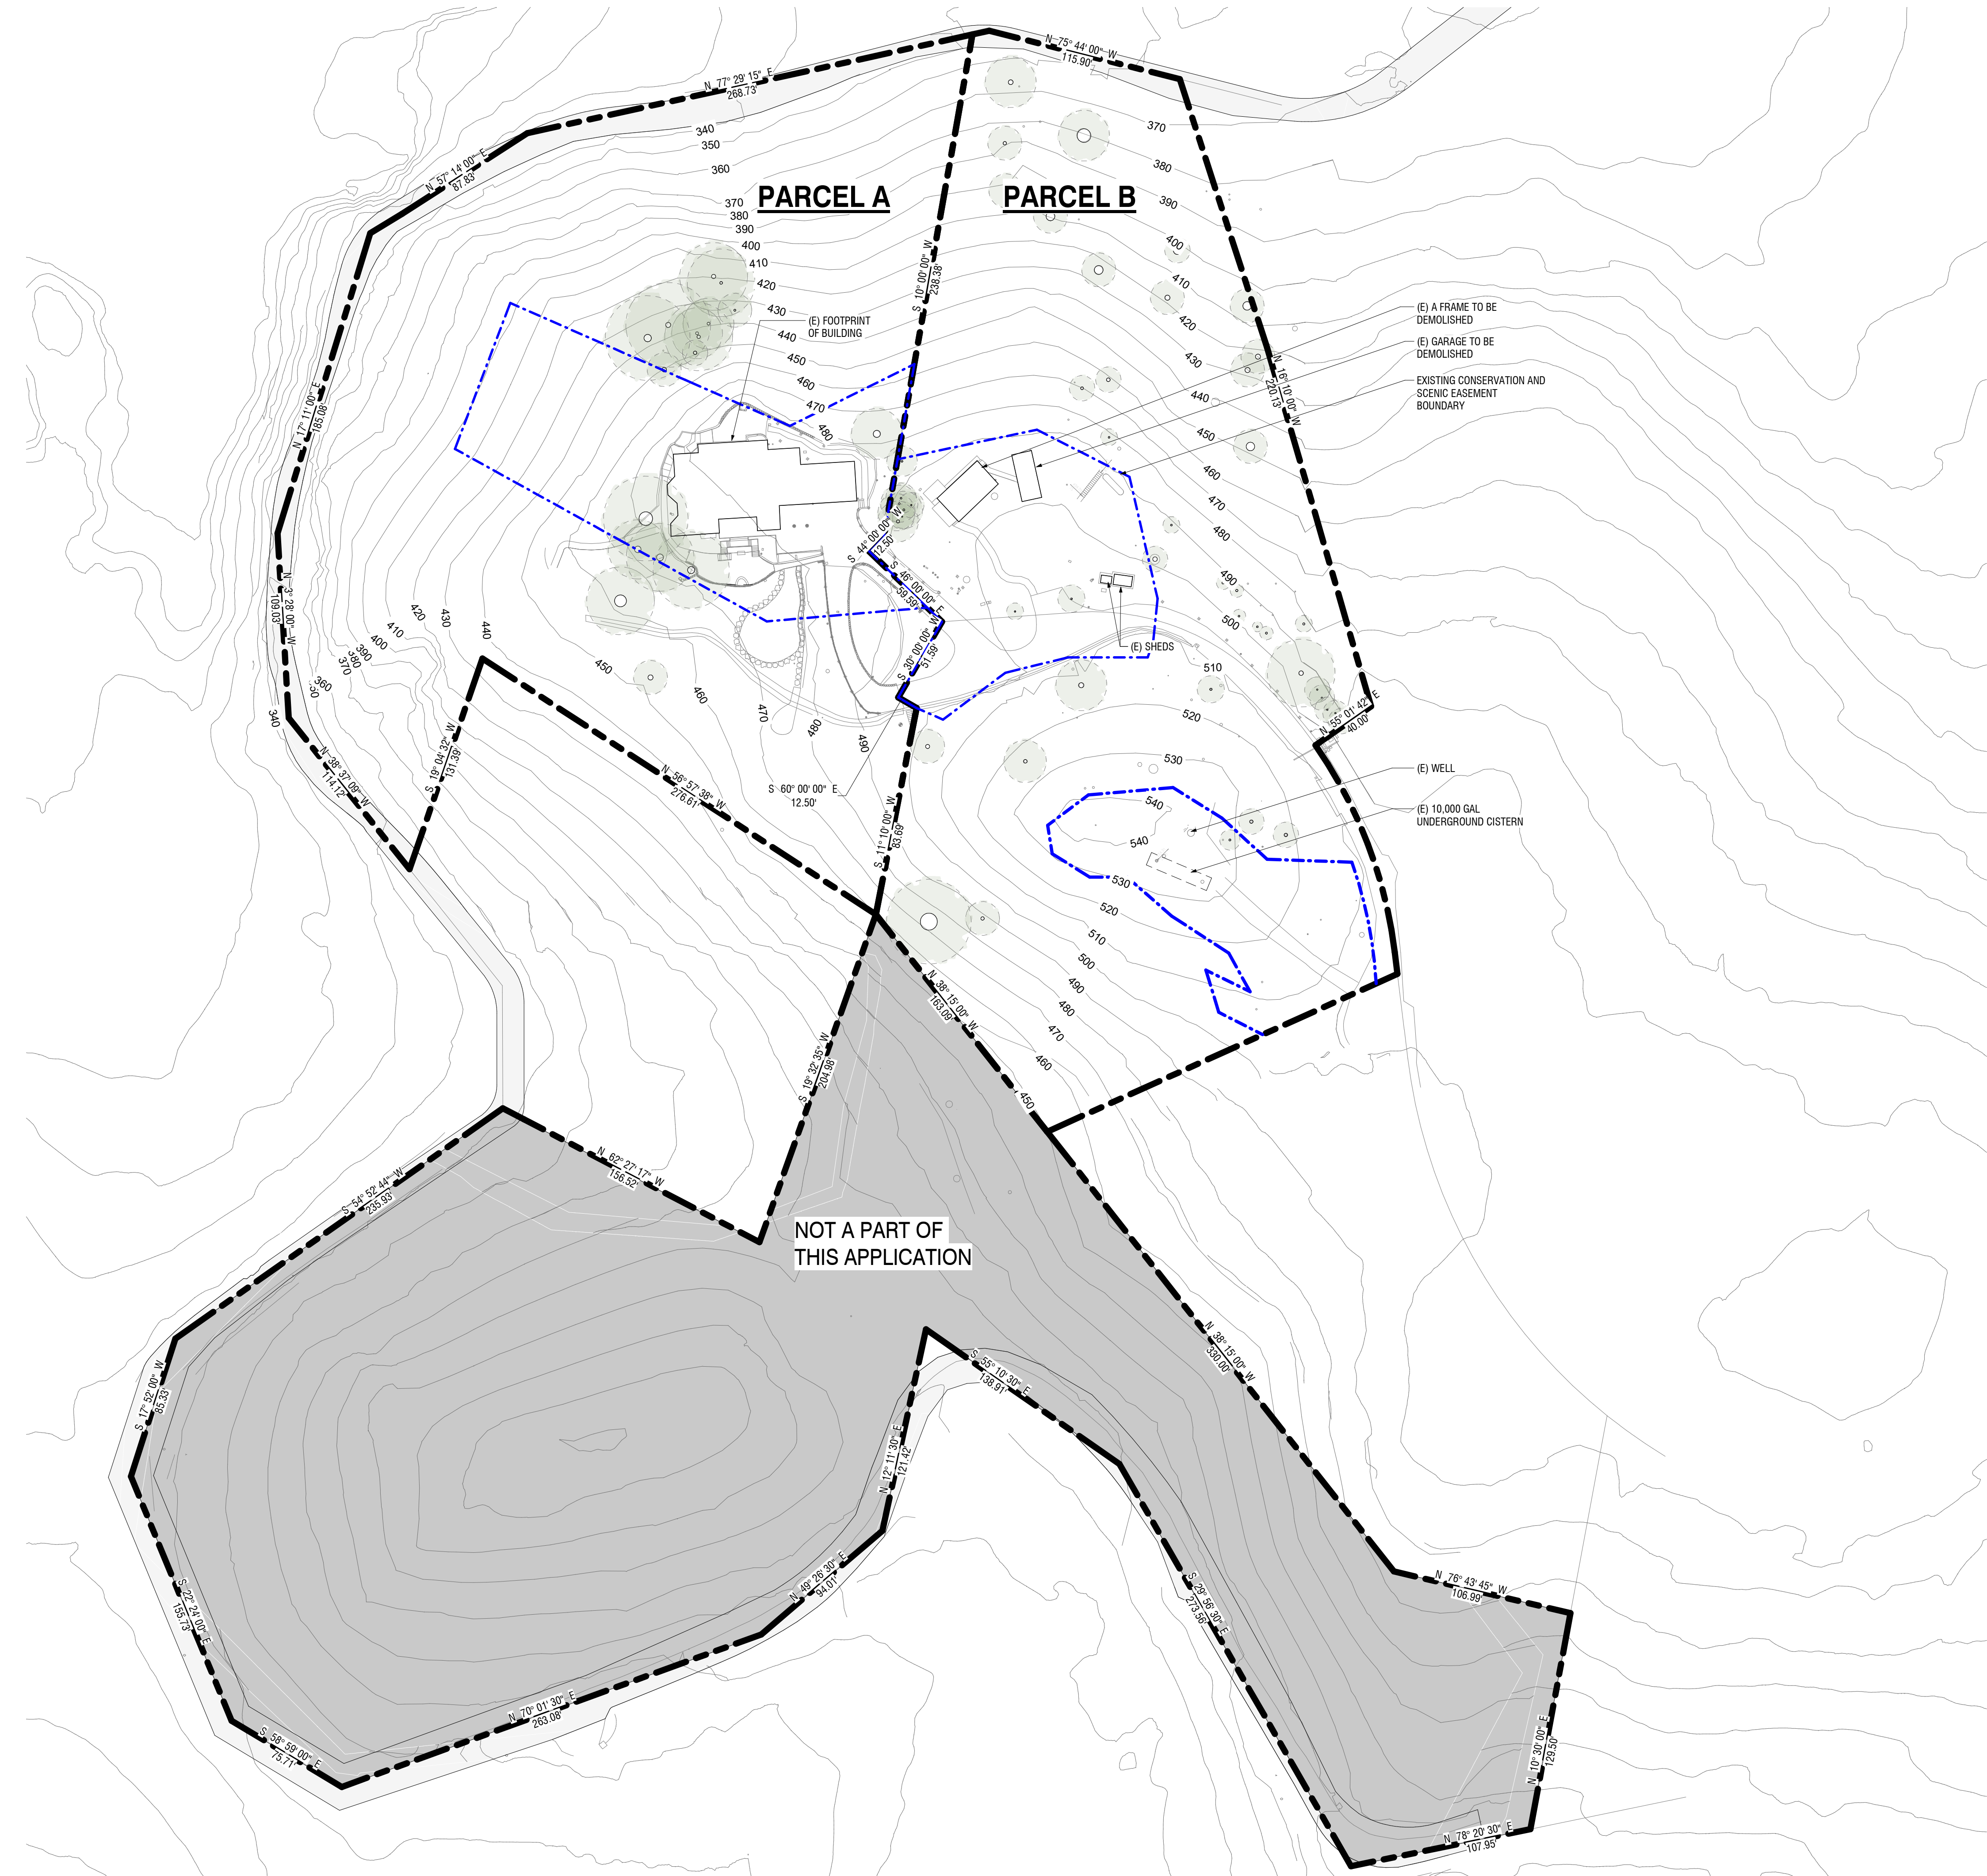 N 75° 44' 00" W
115.90'
N 77° 29' 15" E
268.73'
340
350
360
370
380
390
400
410
420
430
440
450
460
470
480
370
380
390
400
410
420
430
440
450
460
470
480
490
500
510
520
530
540
540
530
520
510
500
490
480
470
460
450
N 57° 14' 00" E
87.83'
PARCEL A
PARCEL B
S 10° 00' 00" W
238.38'
(E) FOOTPRINT
OF BUILDING
(E) A FRAME TO BE
DEMOLISHED
(E) GARAGE TO BE
DEMOLISHED
EXISTING CONSERVATION AND
SCENIC EASEMENT
BOUNDARY
N 16° 10' 00" W
220.13'
N 17° 11' 00" E
185.08'
S 44° 00' 00" W
12.50'
S 46° 00' 00" E
59.59'
S 30° 00' 00" W
51.59'
N 3° 28' 00" W
109.03'
(E) SHEDS
340
360
370
380
390
400
410
420
430
440
450
460
470
480
490
N 55° 01' 42" E
40.00'
S 19° 04' 32" W
131.39'
N 38° 37' 09" W
114.12'
N 56° 57' 38" W
276.61'
S 60° 00' 00" E
12.50'
S 11° 10' 00" W
83.69'
(E) WELL
(E) 10,000 GAL
UNDERGROUND CISTERN
N 38° 15' 00" W
163.09'
S 19° 32' 35" W
204.98'
N 62° 27' 17" W
156.52'
S 54° 52' 44" W
235.93'
NOT A PART OF
THIS APPLICATION
N 38° 15' 00" W
330.00'
S 55° 10' 30" E
138.91'
S 17° 52' 00" W
85.33'
N 12° 11' 30" E
121.42'
N 49° 26' 30" E
94.01'
N 76° 43' 45" W
106.99'
S 22° 24' 00" E
155.73'
S 29° 56' 30" E
273.56'
N 70° 01' 30" E
263.08'
S 58° 59' 00" E
75.71'
N 10° 30' 00" E
129.50'
N 78° 20' 30" E
107.95'